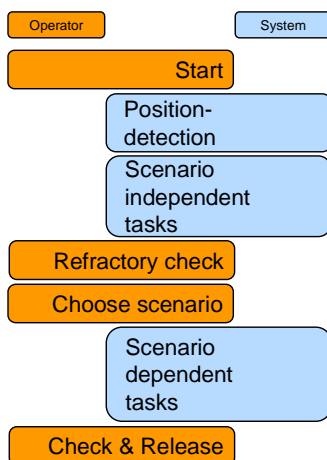 Operator
System
Start
Position-
detection
Scenario
independent
tasks
Refractory check
Choose scenario
Scenario
dependent
tasks
Check & Release